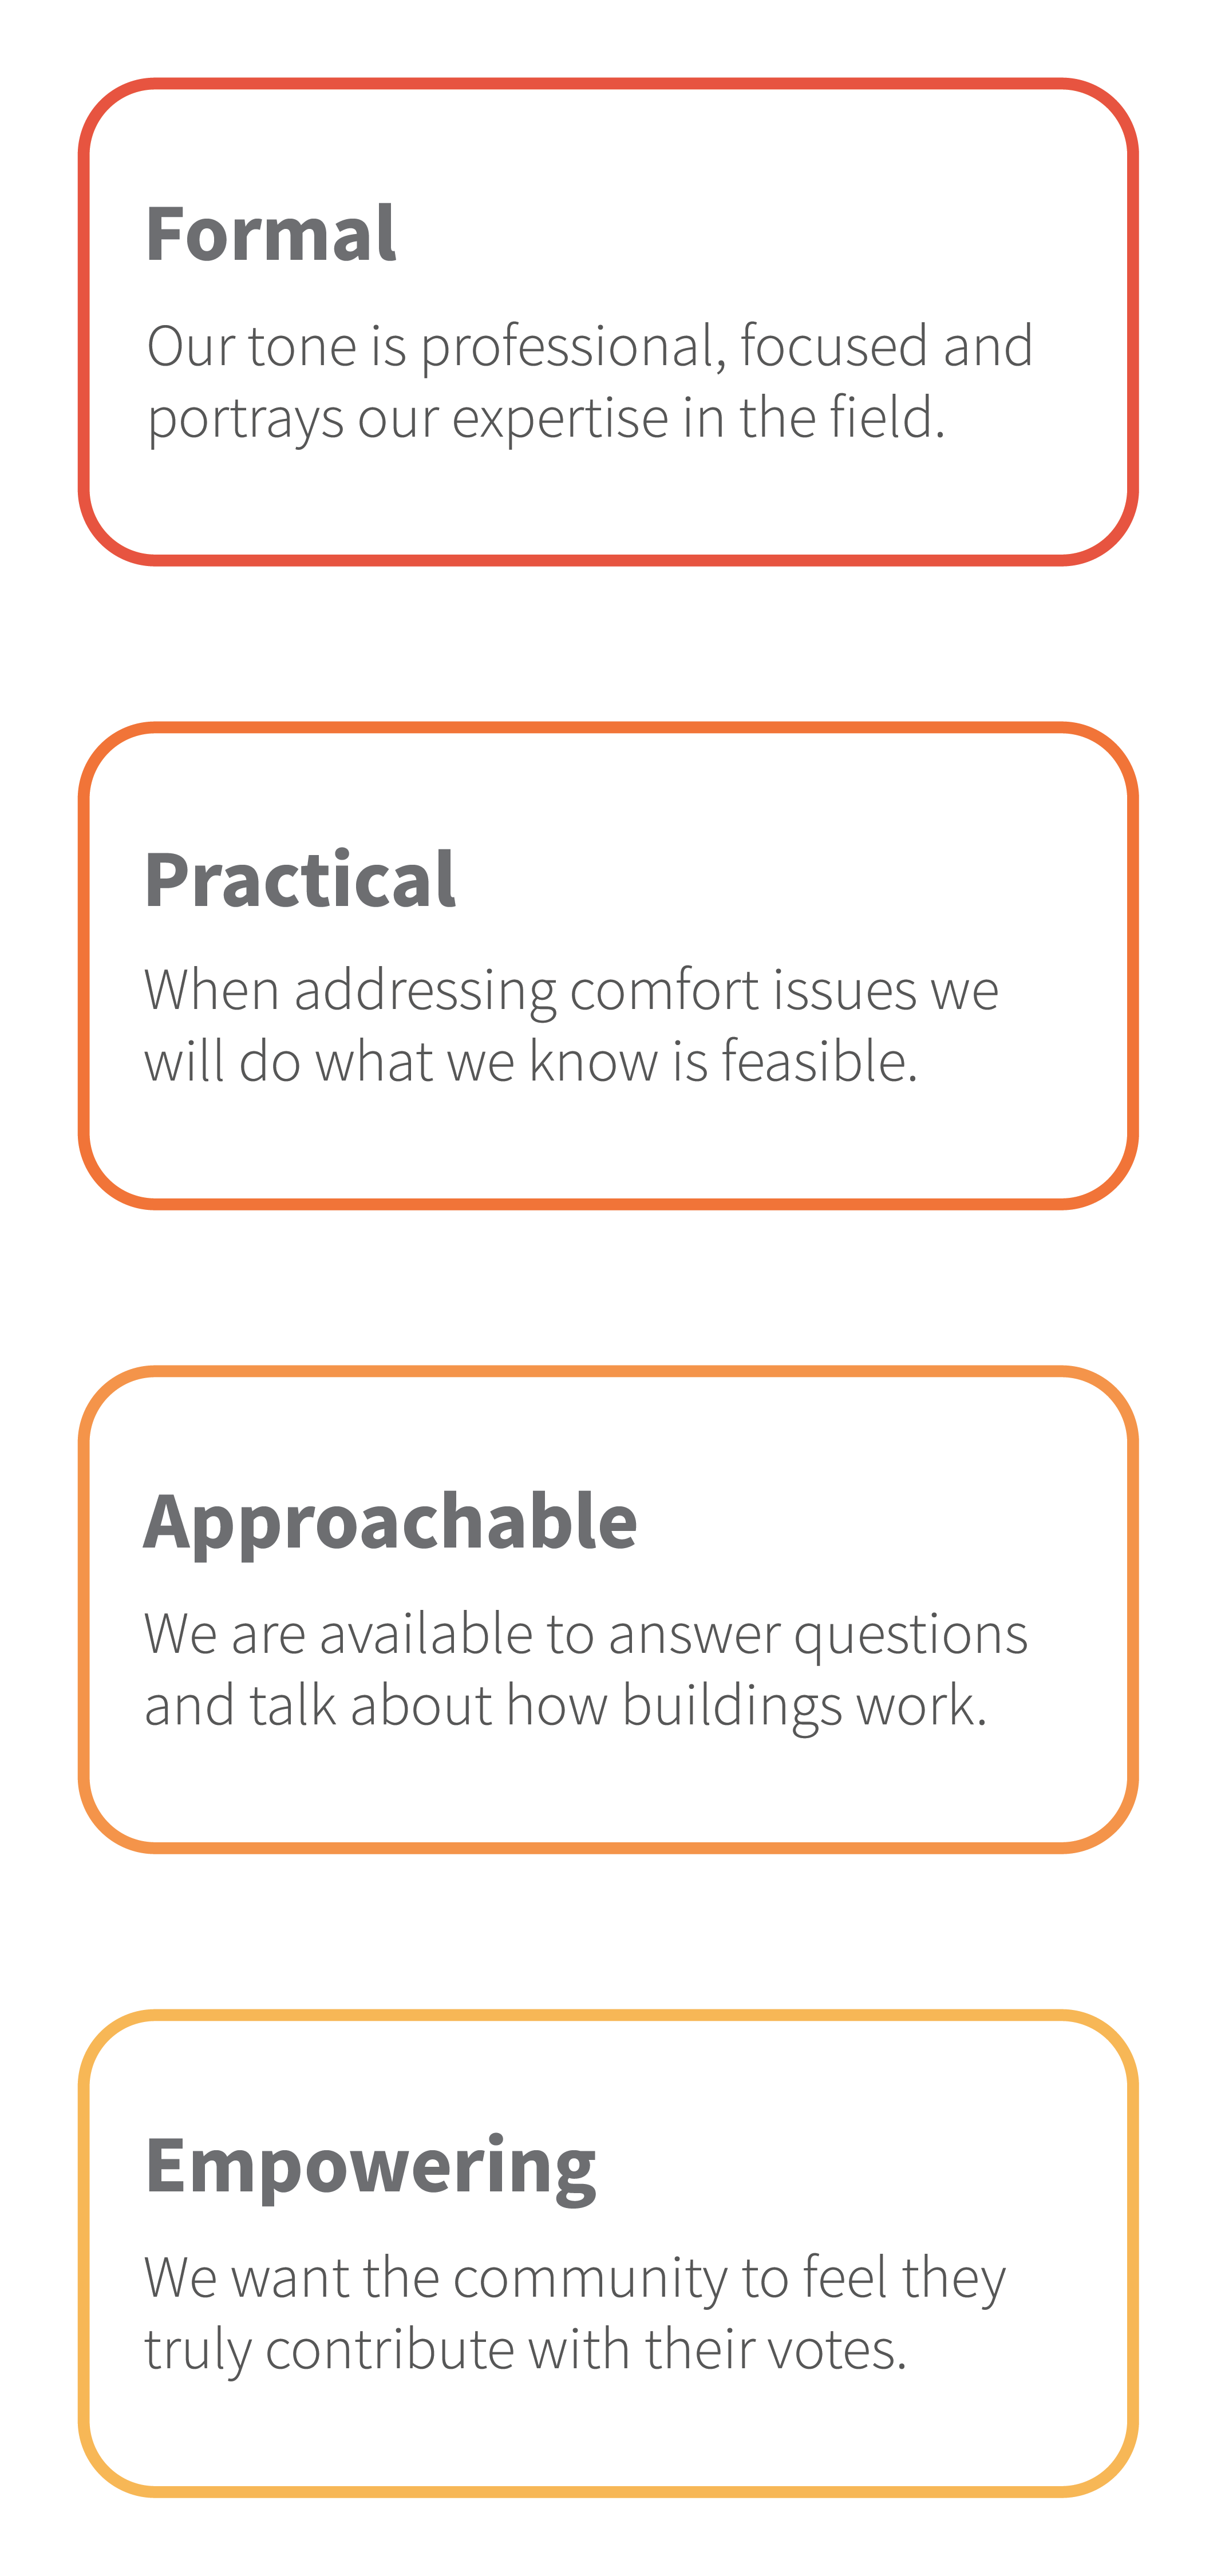 Formal
Our tone is professional, focused and
portrays our expertise in the field.
Practical
When addressing comfort issues we
will do what we know is feasible.
Approachable
We are available to answer questions
and talk about how buildings work.
Empowering
We want the community to feel they
truly contribute with their votes.